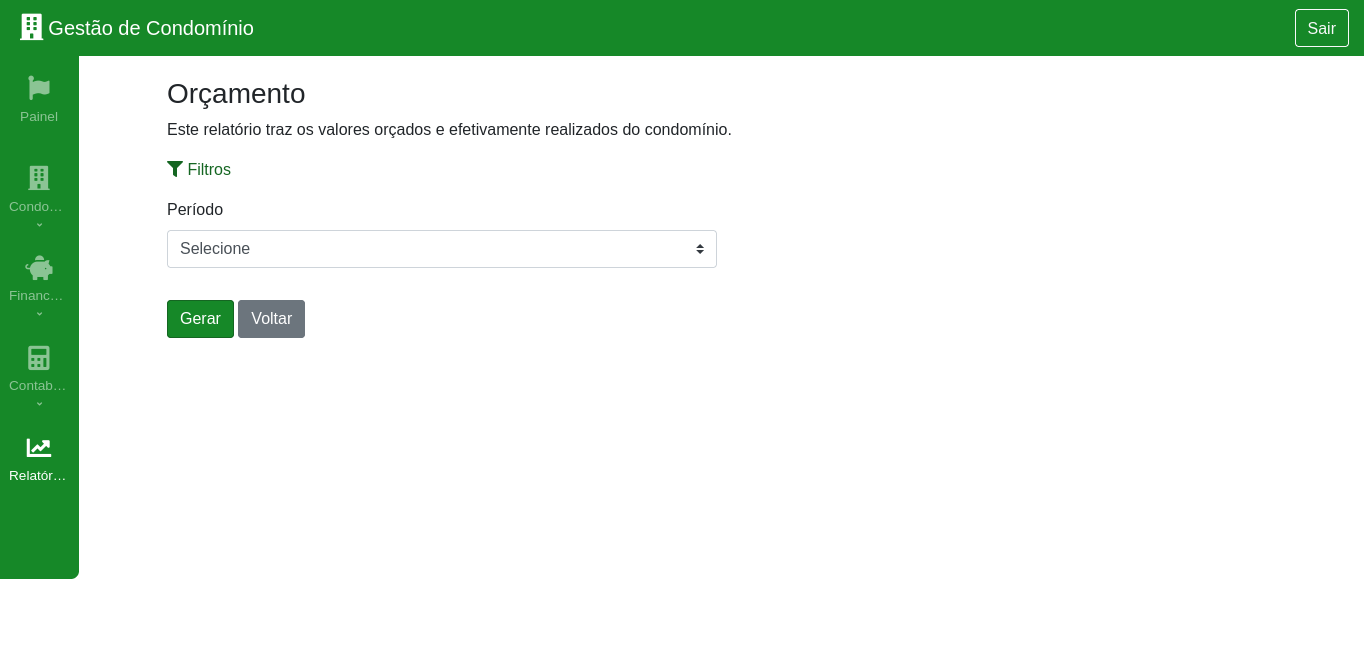 Gestão de Condomínio
Sair
Painel
Condo…
Financ…
Contab…
Relatór…
Orçamento
Este relatório traz os valores orçados e efetivamente realizados do condomínio.
Filtros
Período
Selecione
Gerar Voltar